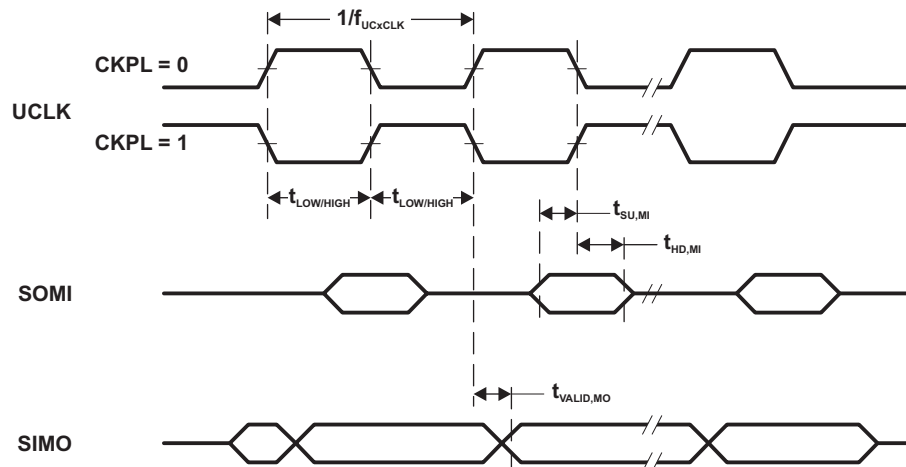 1/fUCxCLK
CKPL = 0
UCLK
CKPL = 1
tLOW/HIGH tLOW/HIGH
tSU,MI
tHD,MI
SOMI
tVALID,MO
SIMO